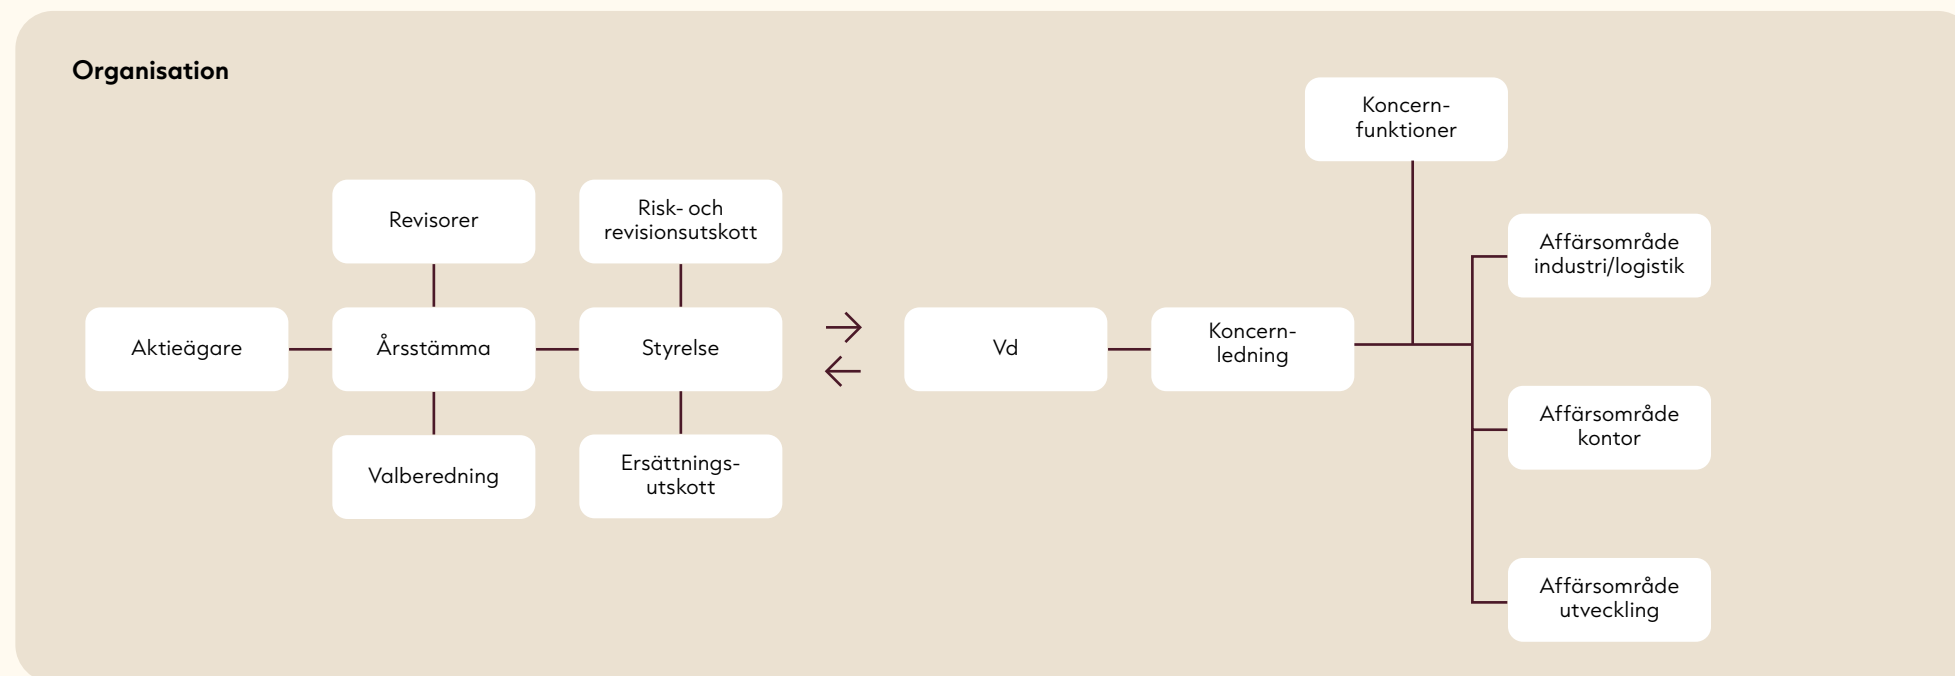 Organisation
Koncern-
funktioner
Revisorer
Risk- och
revisionsutskott
Affärsområde
industri/logistik
Aktieägare
Årsstämma
Styrelse
Vd
Koncern-
ledning
Affärsområde
kontor
Valberedning
Ersättnings-
utskott
Affärsområde
utveckling